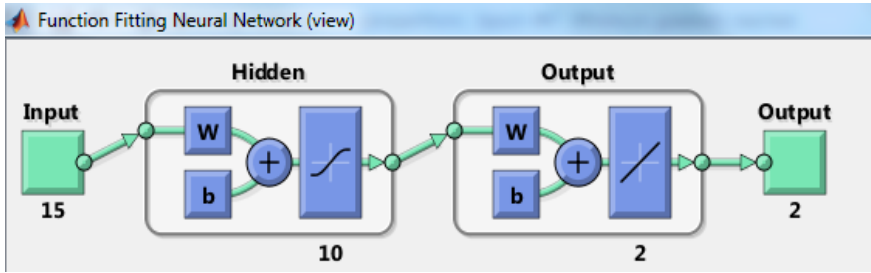 Function Fitting Neural Network (view)
Hidden
Output
Input
Output
W
W
+
+
b
b
15
2
10
2